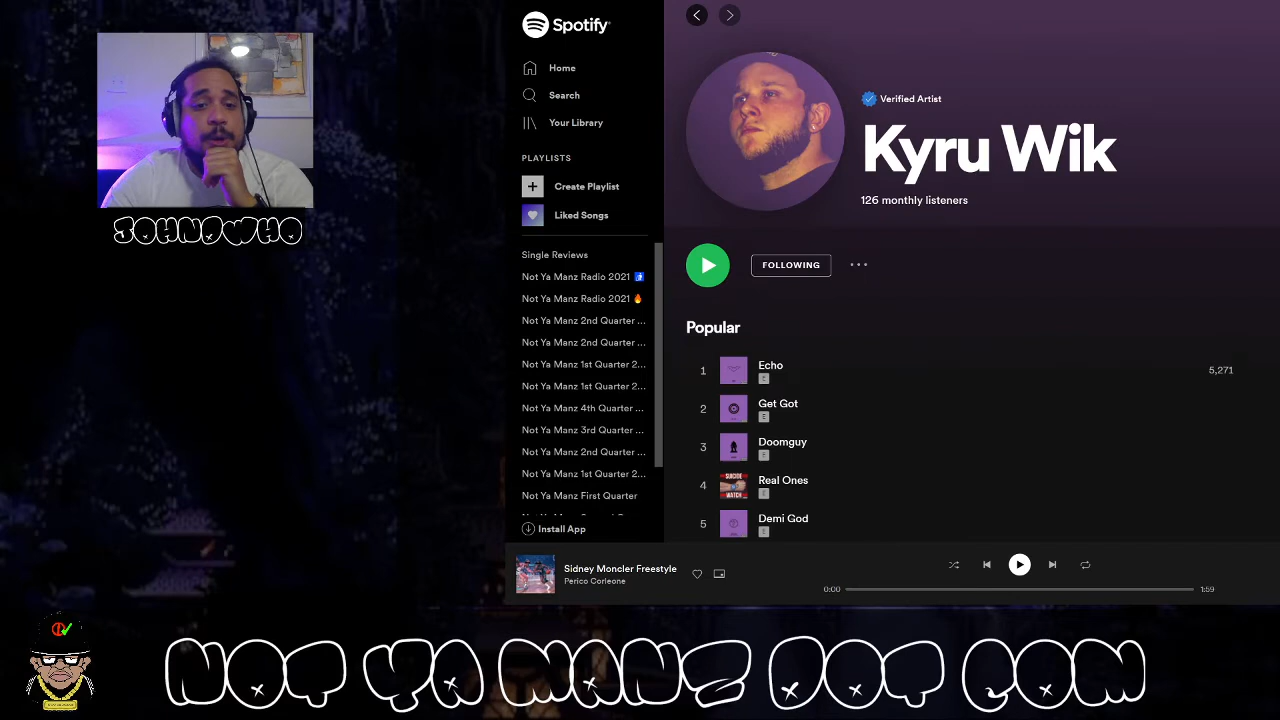 JOHNDWHO
Spotify
Home
Search
Your Library
PLAYLISTS
Create Playlist
Liked Songs
Single Reviews
Not Ya Manz Radio 2021
Not Ya Manz Radio 2021
Not Ya Manz 2nd Quarter ...
Not Ya Manz 2nd Quarter ...
Not Ya Manz 1st Quarter 2...
Not Ya Manz 1st Quarter 2...
Not Ya Manz 4th Quarter ...
Not Ya Manz 3rd Quarter ...
Not Ya Manz 2nd Quarter ...
Not Ya Manz 1st Quarter 2...
Not Ya Manz First Quarter
Install App
Verified Artist
Kyru Wik
126 monthly listeners
FOLLOWING
Popular
1 Echo 5,271
E
2 Get Got
E
3 Doomguy
E
4 Real Ones
E
SUICIDE
WATCH
5 Demi God
E
Sidney Moncler Freestyle
Perico Corleone
0:00 1:59
NOT YA MANZ DOT COM